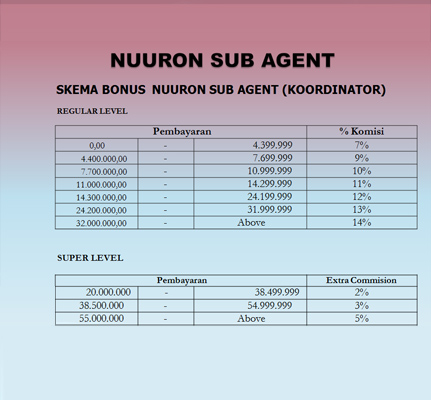 NUURON SUB AGENT
SKEMA BONUS NUURON SUB AGENT (KOORDINATOR)
REGULAR LEVEL
Pembayaran % Komisi
0,00 - 4.399.999 7%
4.400.000,00 - 7.699.999 9%
7.700.000,00 - 10.999.999 10%
11.000.000,00 - 14.299.999 11%
14.300.000,00 - 24.199.999 12%
24.200.000,00 - 31.999.999 13%
32.000.000,00 - Above 14%
SUPER LEVEL
Pembayaran Extra Commision
20.000.000 - 38.499.999 2%
38.500.000 - 54.999.999 3%
55.000.000 - Above 5%